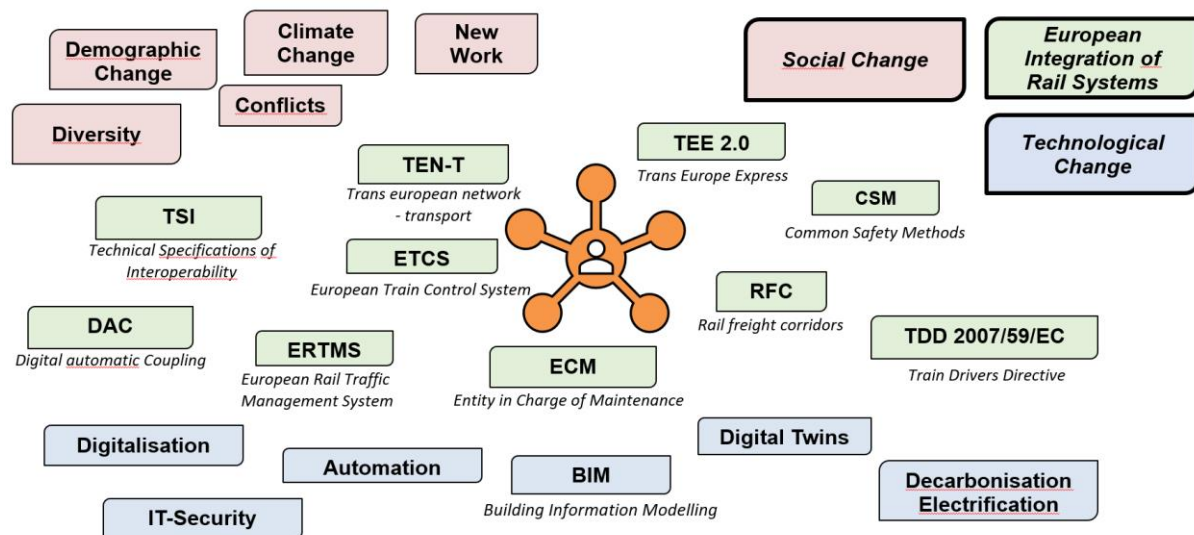 Demographic
Change
Climate
Change
New
Work
Conflicts
Diversity
Social Change
European
Integration of
Rail Systems
Technological
Change
TEE 2.0
Trans Europe Express
TEN-T
Trans european network
- transport
CSM
Common Safety Methods
TSI
Technical Specifications of
Interoperability
ETCS
European Train Control System
RFC
Rail freight corridors
DAC
Digital automatic Coupling
ERTMS
European Rail Traffic
Management System
ECM
Entity in Charge of Maintenance
TDD 2007/59/EC
Train Drivers Directive
Digitalisation
Automation
BIM
Building Information Modelling
Digital Twins
Decarbonisation
Electrification
IT-Security